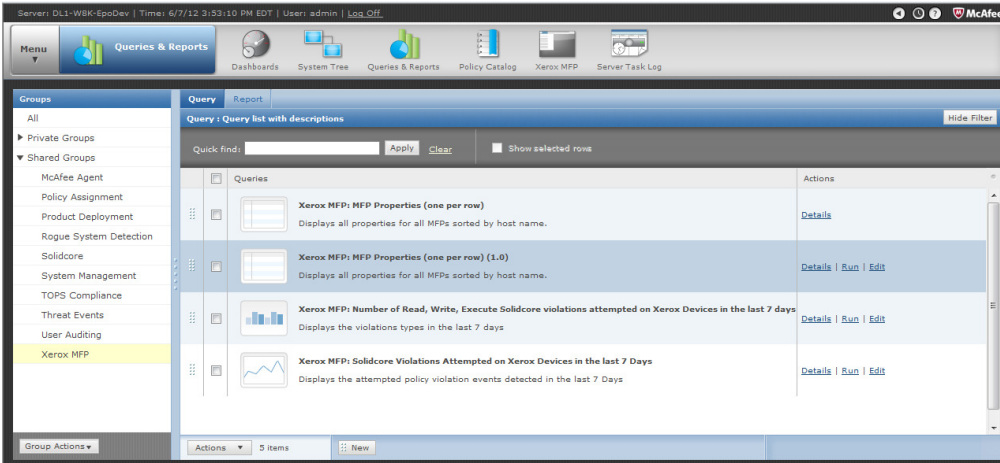 Server: DL1-W8K-EpoDev | Time: 6/7/12 3:53:10 PM EDT | User: admin | Log Off
McAfee
Menu
Queries & Reports
Dashboards
System Tree
Queries & Reports
Policy Catalog
Xerox MFP
Server Task Log
Groups
All
Private Groups
Shared Groups
McAfee Agent
Policy Assignment
Product Deployment
Rogue System Detection
Solidcore
System Management
TOPS Compliance
Threat Events
User Auditing
Xerox MFP
Group Actions
Query
Report
Query : Query list with descriptions
Hide Filter
Quick find:
Apply
Clear
Show selected rows
Queries
Actions
Xerox MFP: MFP Properties (one per row)
Displays all properties for all MFPs sorted by host name.
Details
Xerox MFP: MFP Properties (one per row) (1.0)
Displays all properties for all MFPs sorted by host name.
Details | Run | Edit
Xerox MFP: Number of Read, Write, Execute Solidcore violations attempted on Xerox Devices in the last 7 days
Displays the violations types in the last 7 days
Details | Run | Edit
Xerox MFP: Solidcore Violations Attempted on Xerox Devices in the last 7 Days
Displays the attempted policy violation events detected in the last 7 Days
Details | Run | Edit
Actions
5 items
New